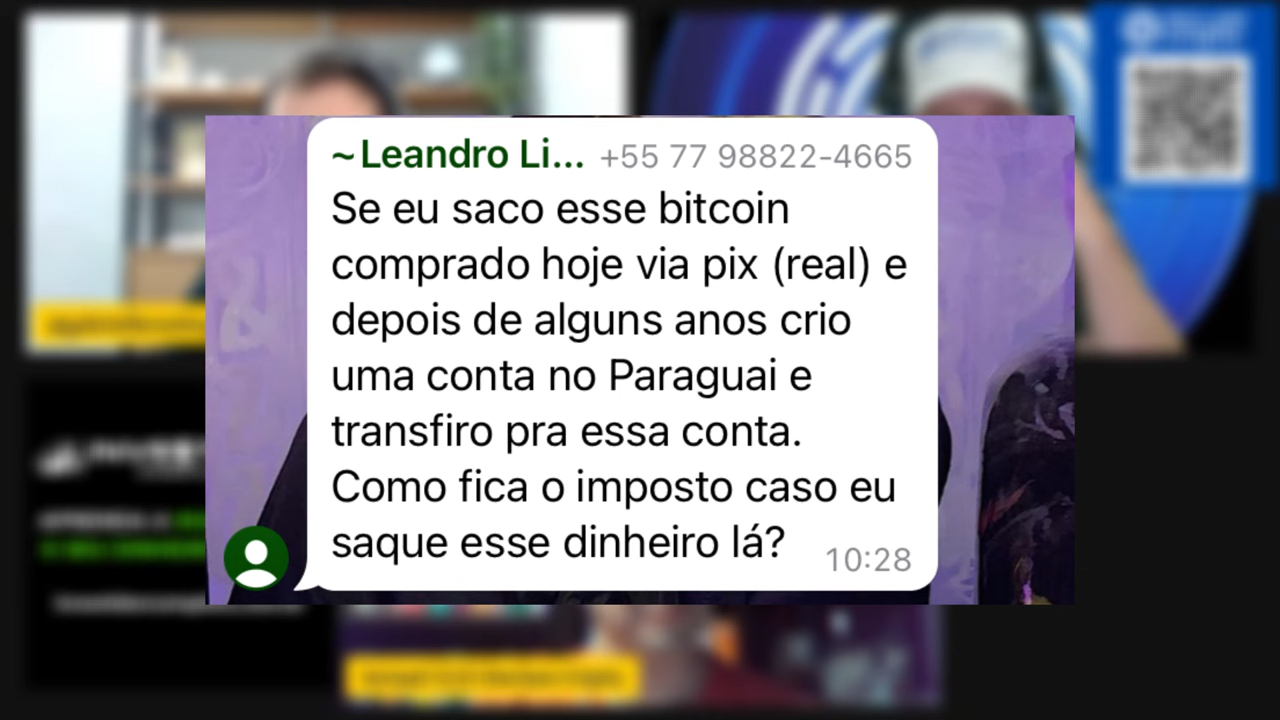 ~Leandro Li... +55 77 98822-4665
Se eu saco esse bitcoin
comprado hoje via pix (real) e
depois de alguns anos crio
uma conta no Paraguai e
transfiro pra essa conta.
Como fica o imposto caso eu
saque esse dinheiro lá?
10:28